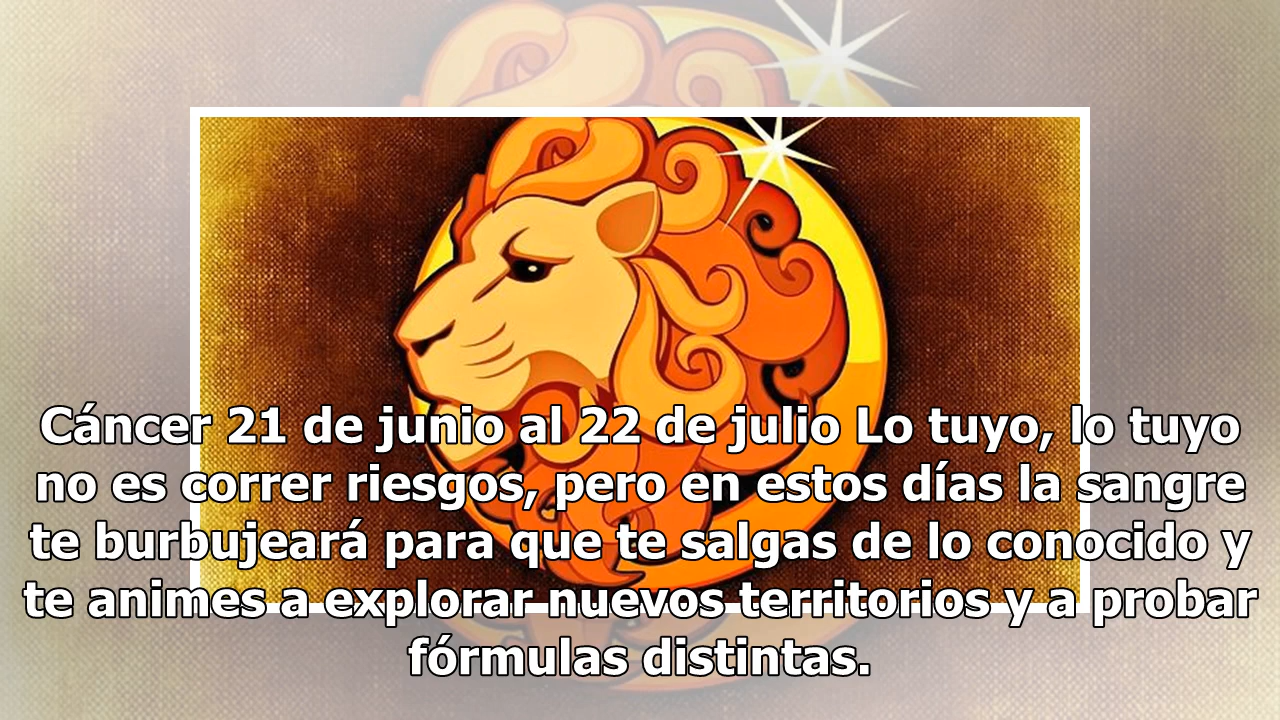 Cáncer 21 de junio al 22 de julio Lo tuyo, lo tuyo
no es correr riesgos, pero en estos días la sangre
te burbujeará para que te salgas de lo conocido y
te animes a explorar nuevos territorios y a probar
fórmulas distintas.